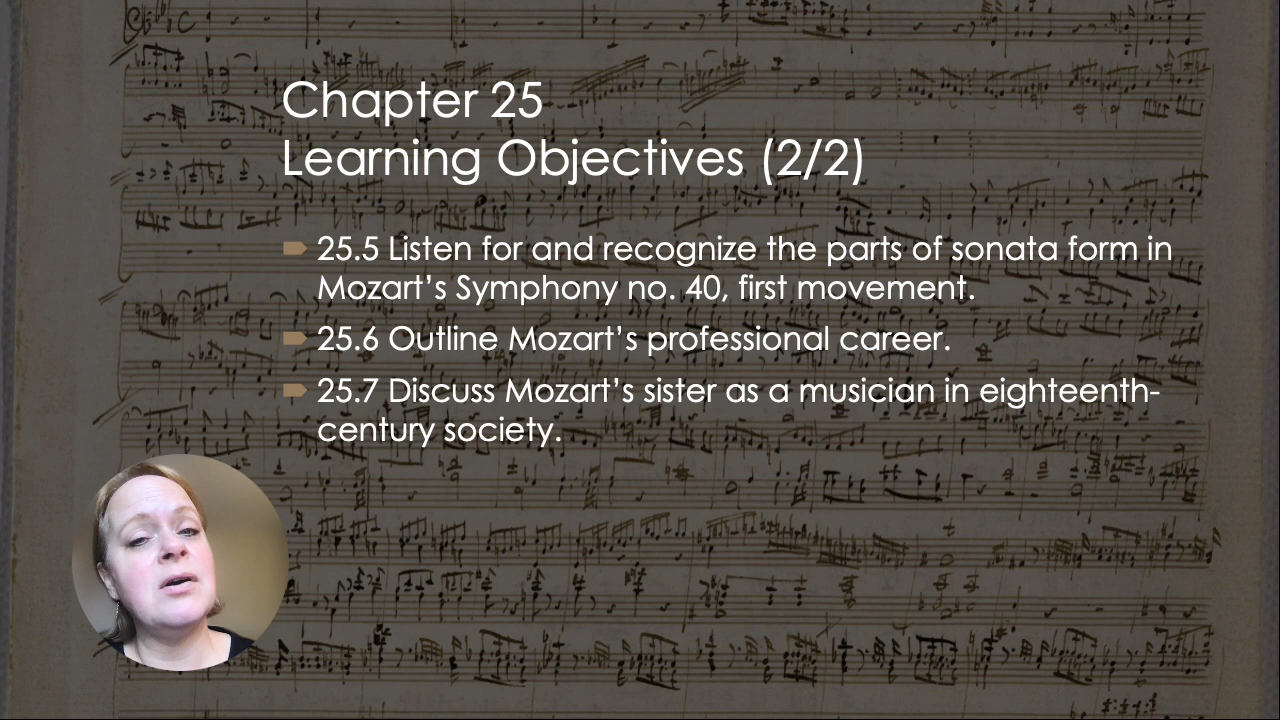 Chapter 25
Learning Objectives (2/2)
25.5 Listen for and recognize the parts of sonata form in
Mozart’s Symphony no. 40, first movement.
25.6 Outline Mozart’s professional career.
25.7 Discuss Mozart’s sister as a musician in eighteenth-
century society.